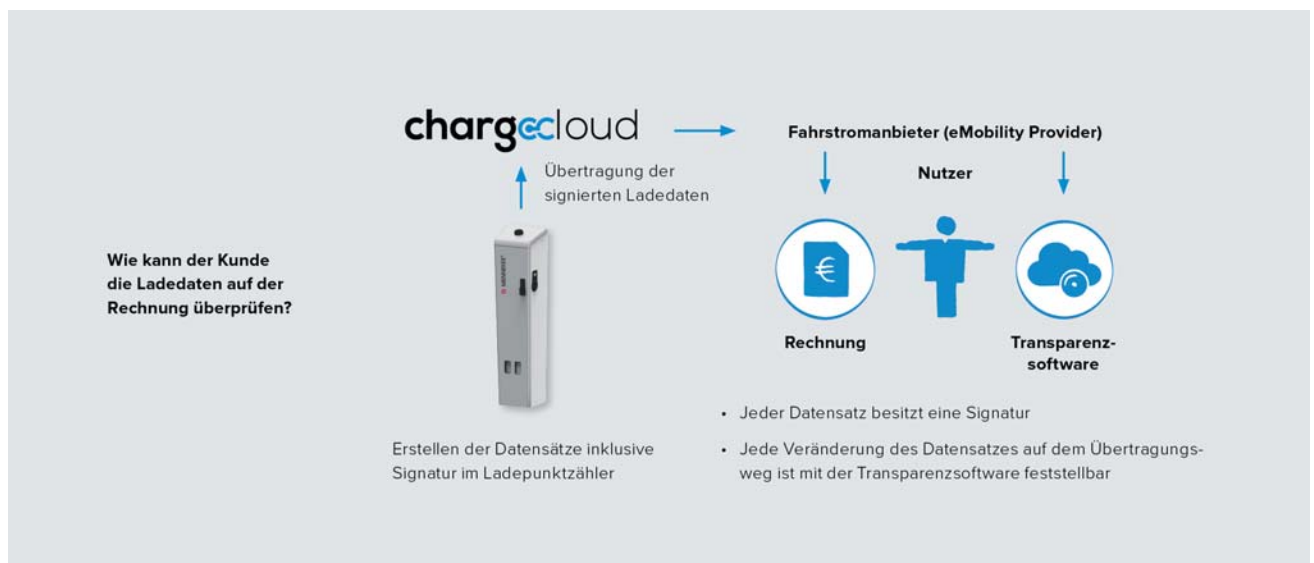 Wie kann der Kunde
die Ladedaten auf der
Rechnung überprüfen?
chargecloud
Übertragung der
signierten Ladedaten
MENNEKES
Erstellen der Datensätze inklusive
Signatur im Ladepunktzähler
Fahrstromanbieter (eMobility Provider)
Nutzer
€
Rechnung
Transparenz-
software
• Jeder Datensatz besitzt eine Signatur
• Jede Veränderung des Datensatzes auf dem Übertragungs-
weg ist mit der Transparenzsoftware feststellbar